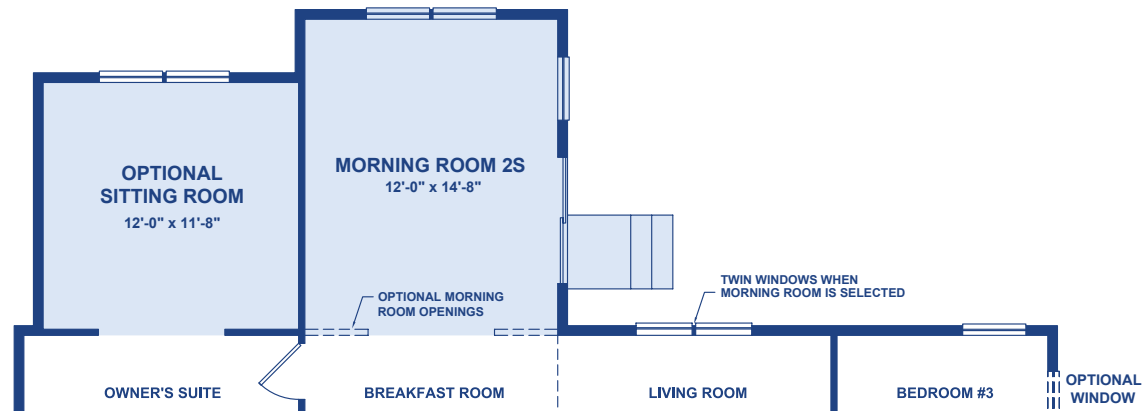 OPTIONAL
SITTING ROOM
12'-0" x 11'-8"
MORNING ROOM 2S
12'-0" x 14'-8"
OPTIONAL MORNING
ROOM OPENINGS
TWIN WINDOWS WHEN
MORNING ROOM IS SELECTED
OWNER'S SUITE
BREAKFAST ROOM
LIVING ROOM
BEDROOM #3
OPTIONAL
WINDOW